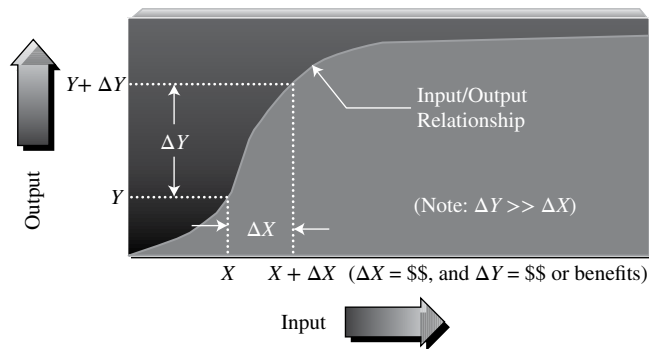 Output
Y + ΔY
ΔY
Y
ΔX
Input/Output
Relationship
(Note: ΔY >> ΔX)
X
X + ΔX
(ΔX = $$, and ΔY = $$ or benefits)
Input